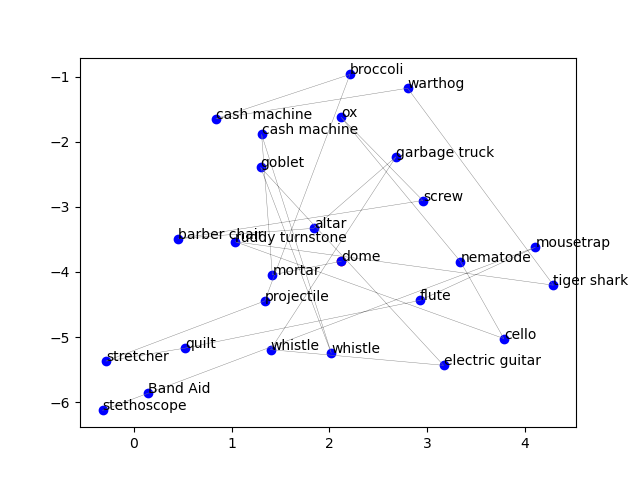 broccoli
−1
warthog
cash machine
ox
cash machine
−2
garbage truck
goblet
screw
−3
altar
barber chair
ruddy turnstone
mousetrap
dome
nematode
−4
mortar
tiger shark
projectile
flute
−5
cello
quilt
whistle
whistle
stretcher
electric guitar
Band Aid
−6
stethoscope
0
1
2
3
4